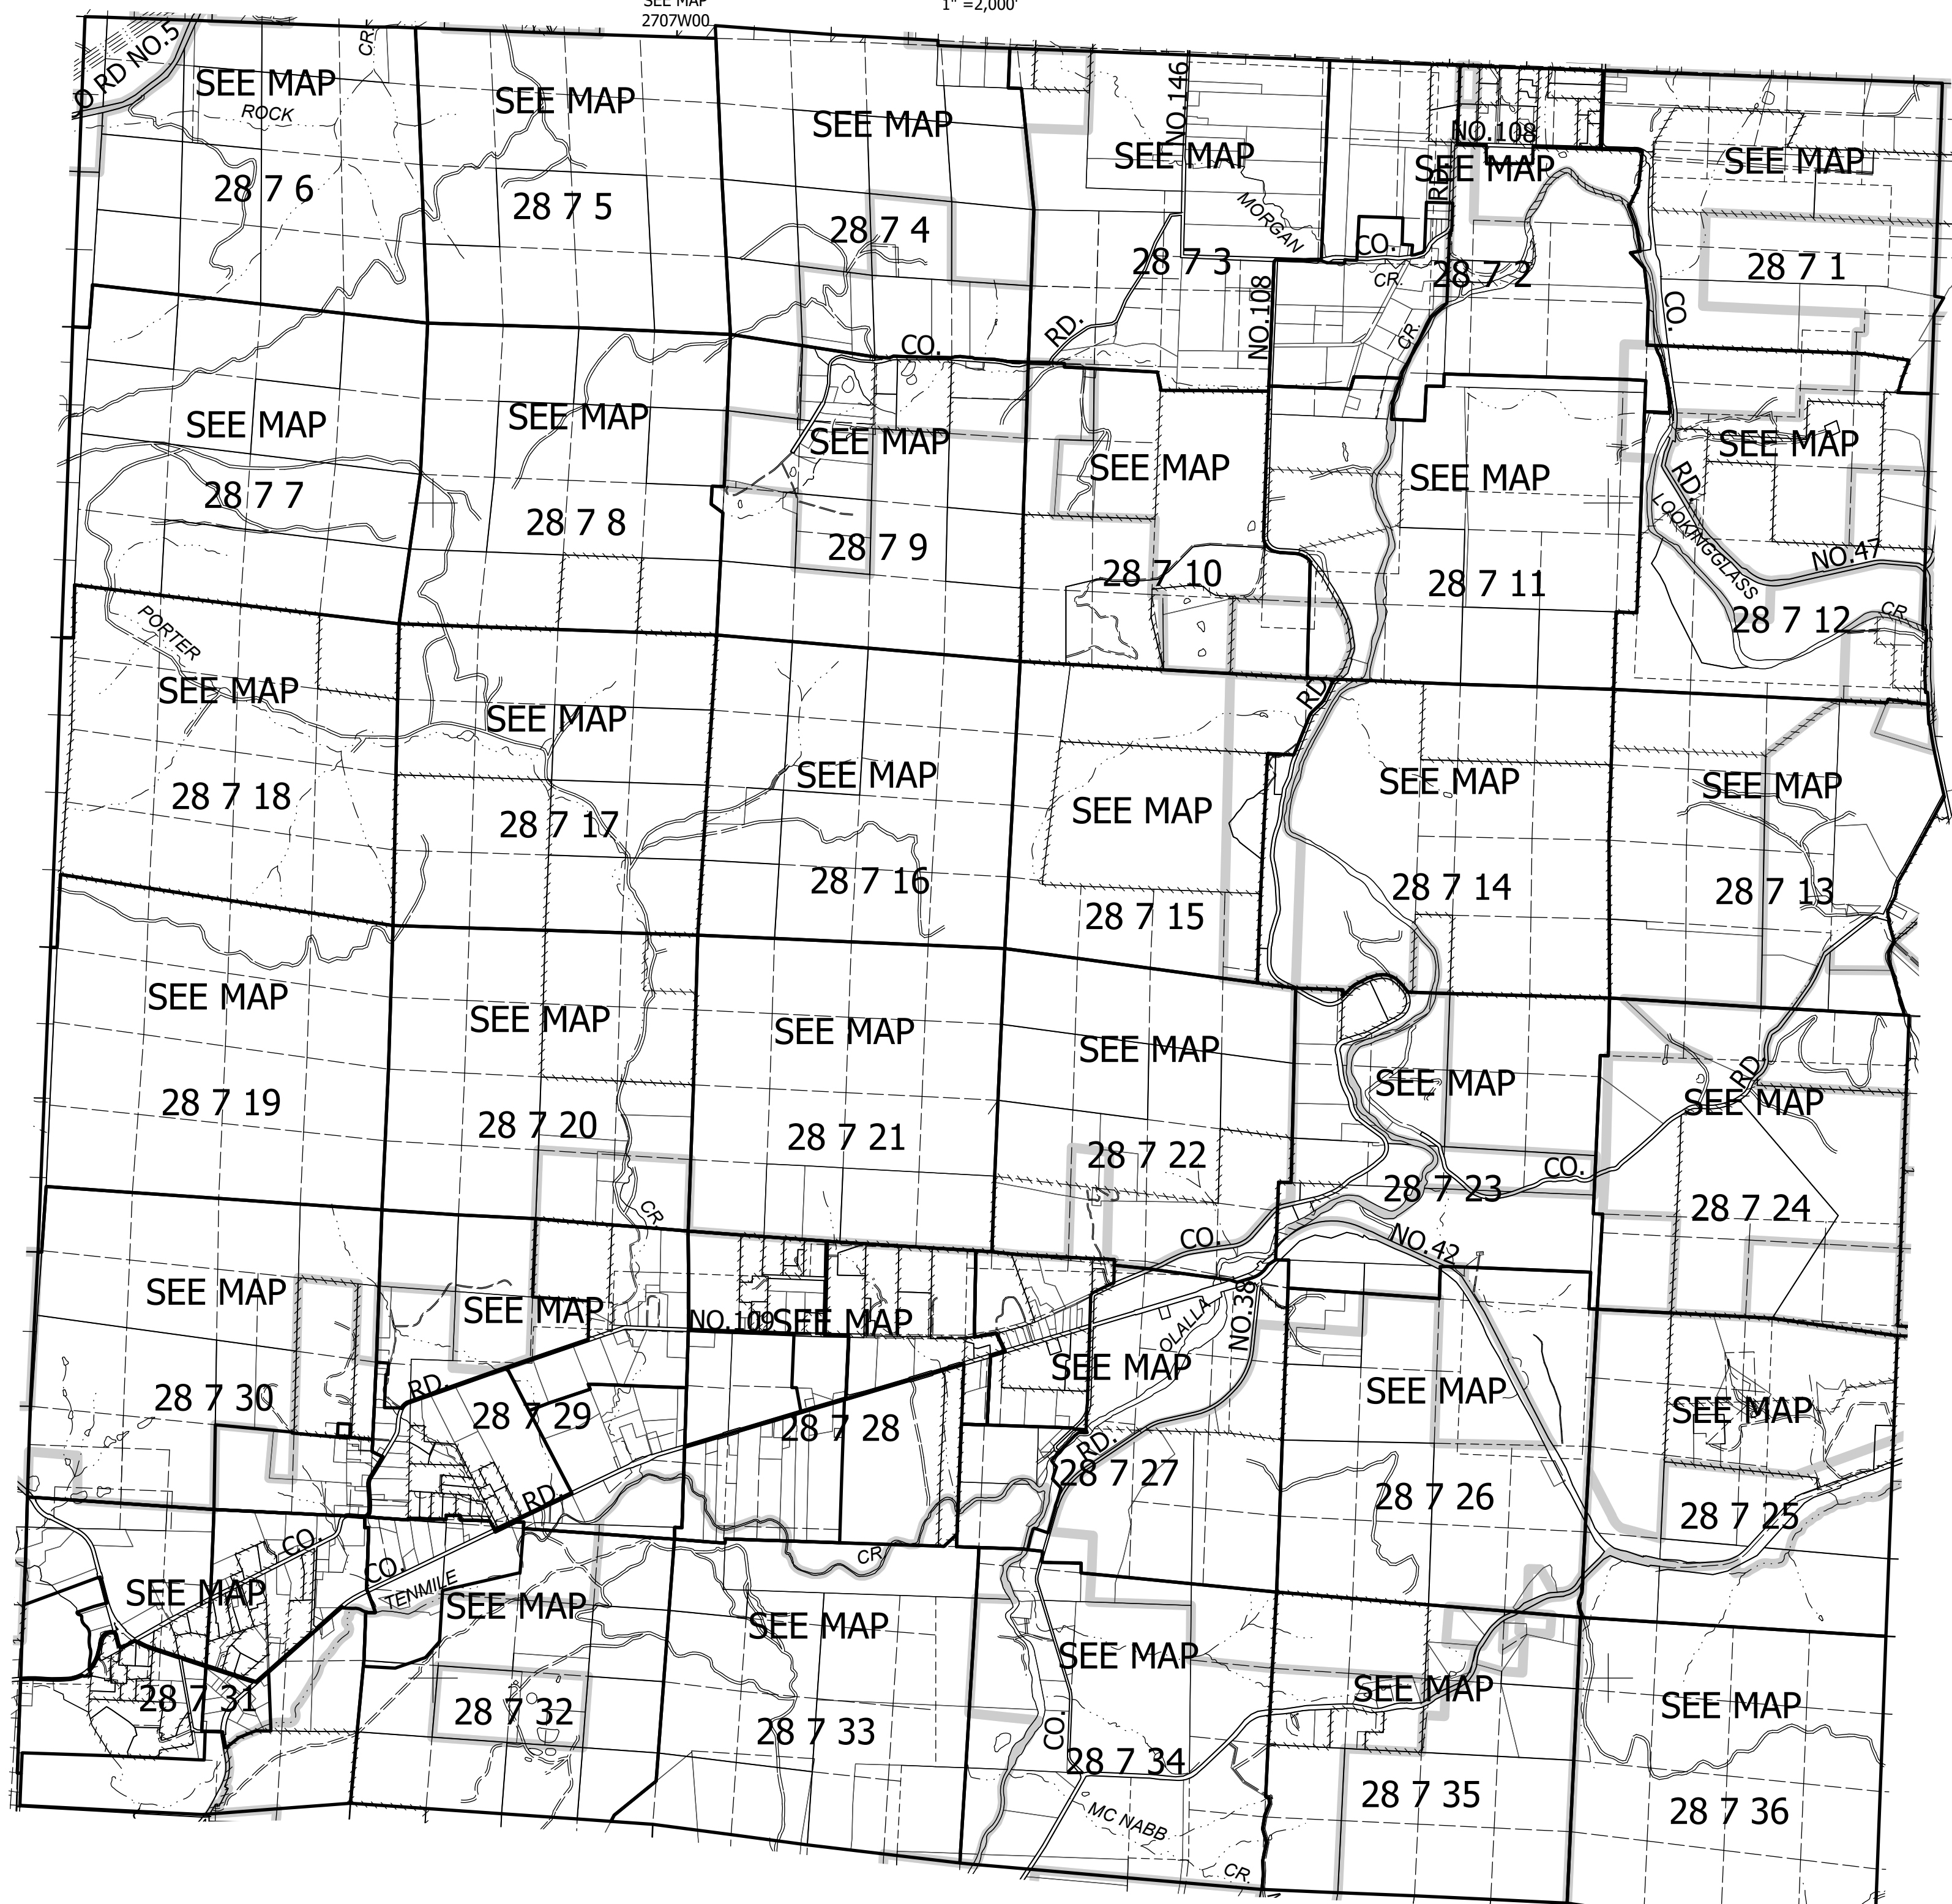 SEE MAP
2707W00
1" =2,000'
O RD NO.5
CR.
SEE MAP
ROCK
28 7 6
SEE MAP
28 7 5
SEE MAP
28 7 4
NO.146
SEE MAP
MORGAN
28 7 3
NO.108
SEE MAP
RD.
CO.
CR.
28 7 2
SEE MAP
28 7 1
CO.
NO.108
RD.
CO.
CR.
SEE MAP
28 7 7
SEE MAP
28 7 8
SEE MAP
28 7 9
SEE MAP
28 7 10
SEE MAP
28 7 11
SEE MAP
RD.
LOOKINGGLASS
NO.47
28 7 12
CR.
PORTER
SEE MAP
28 7 18
SEE MAP
28 7 17
SEE MAP
28 7 16
SEE MAP
28 7 15
RD.
SEE MAP
28 7 14
SEE MAP
28 7 13
SEE MAP
28 7 19
SEE MAP
28 7 20
CR
SEE MAP
28 7 21
SEE MAP
28 7 22
CO.
SEE MAP
28 7 23
CO.
NO.42
RD.
SEE MAP
28 7 24
SEE MAP
28 7 30
SEE MAP
RD.
28 7 29
RD.
NO.109
SEE MAP
28 7 28
CR.
SEE MAP
OLALLA
NO.38
RD.
28 7 27
SEE MAP
28 7 26
SEE MAP
28 7 25
CO.
CO.
TENMILE
SEE MAP
28 7 31
SEE MAP
28 7 32
SEE MAP
28 7 33
SEE MAP
CO.
28 7 34
MC NABB
CR.
SEE MAP
28 7 35
SEE MAP
28 7 36